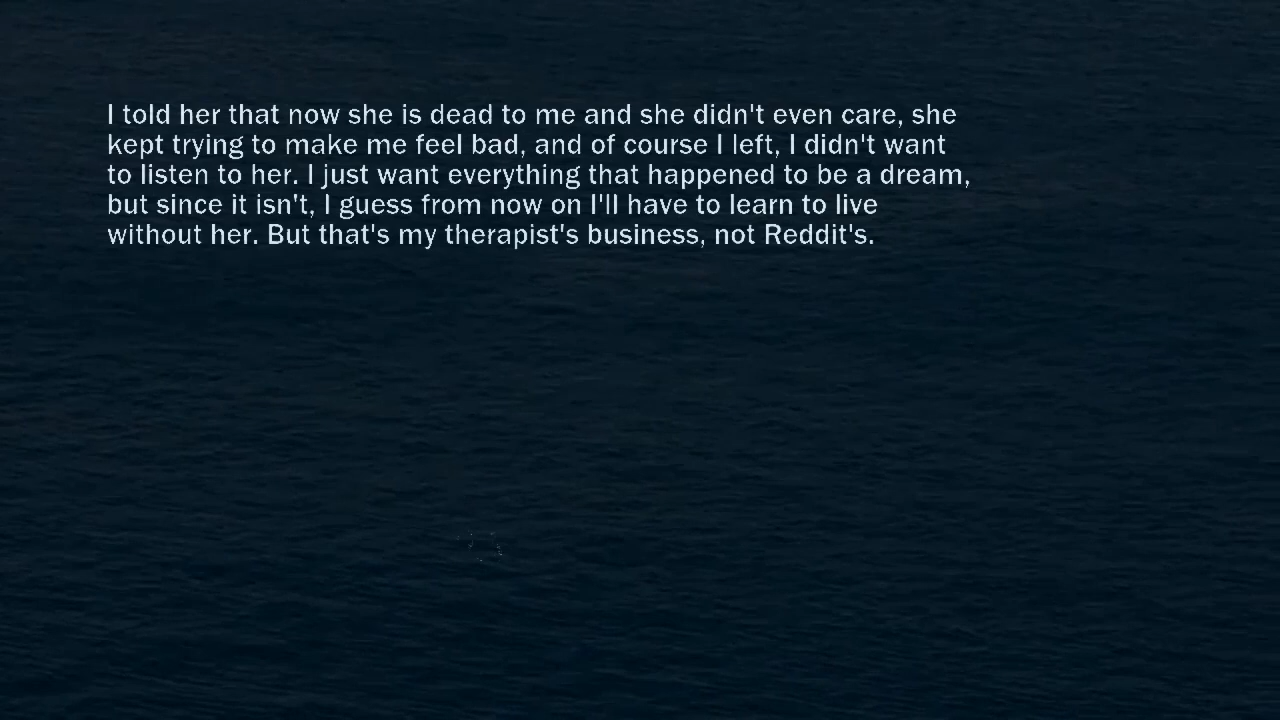 I told her that now she is dead to me and she didn't even care, she
kept trying to make me feel bad, and of course I left, I didn't want
to listen to her. I just want everything that happened to be a dream,
but since it isn't, I guess from now on I'll have to learn to live
without her. But that's my therapist's business, not Reddit's.